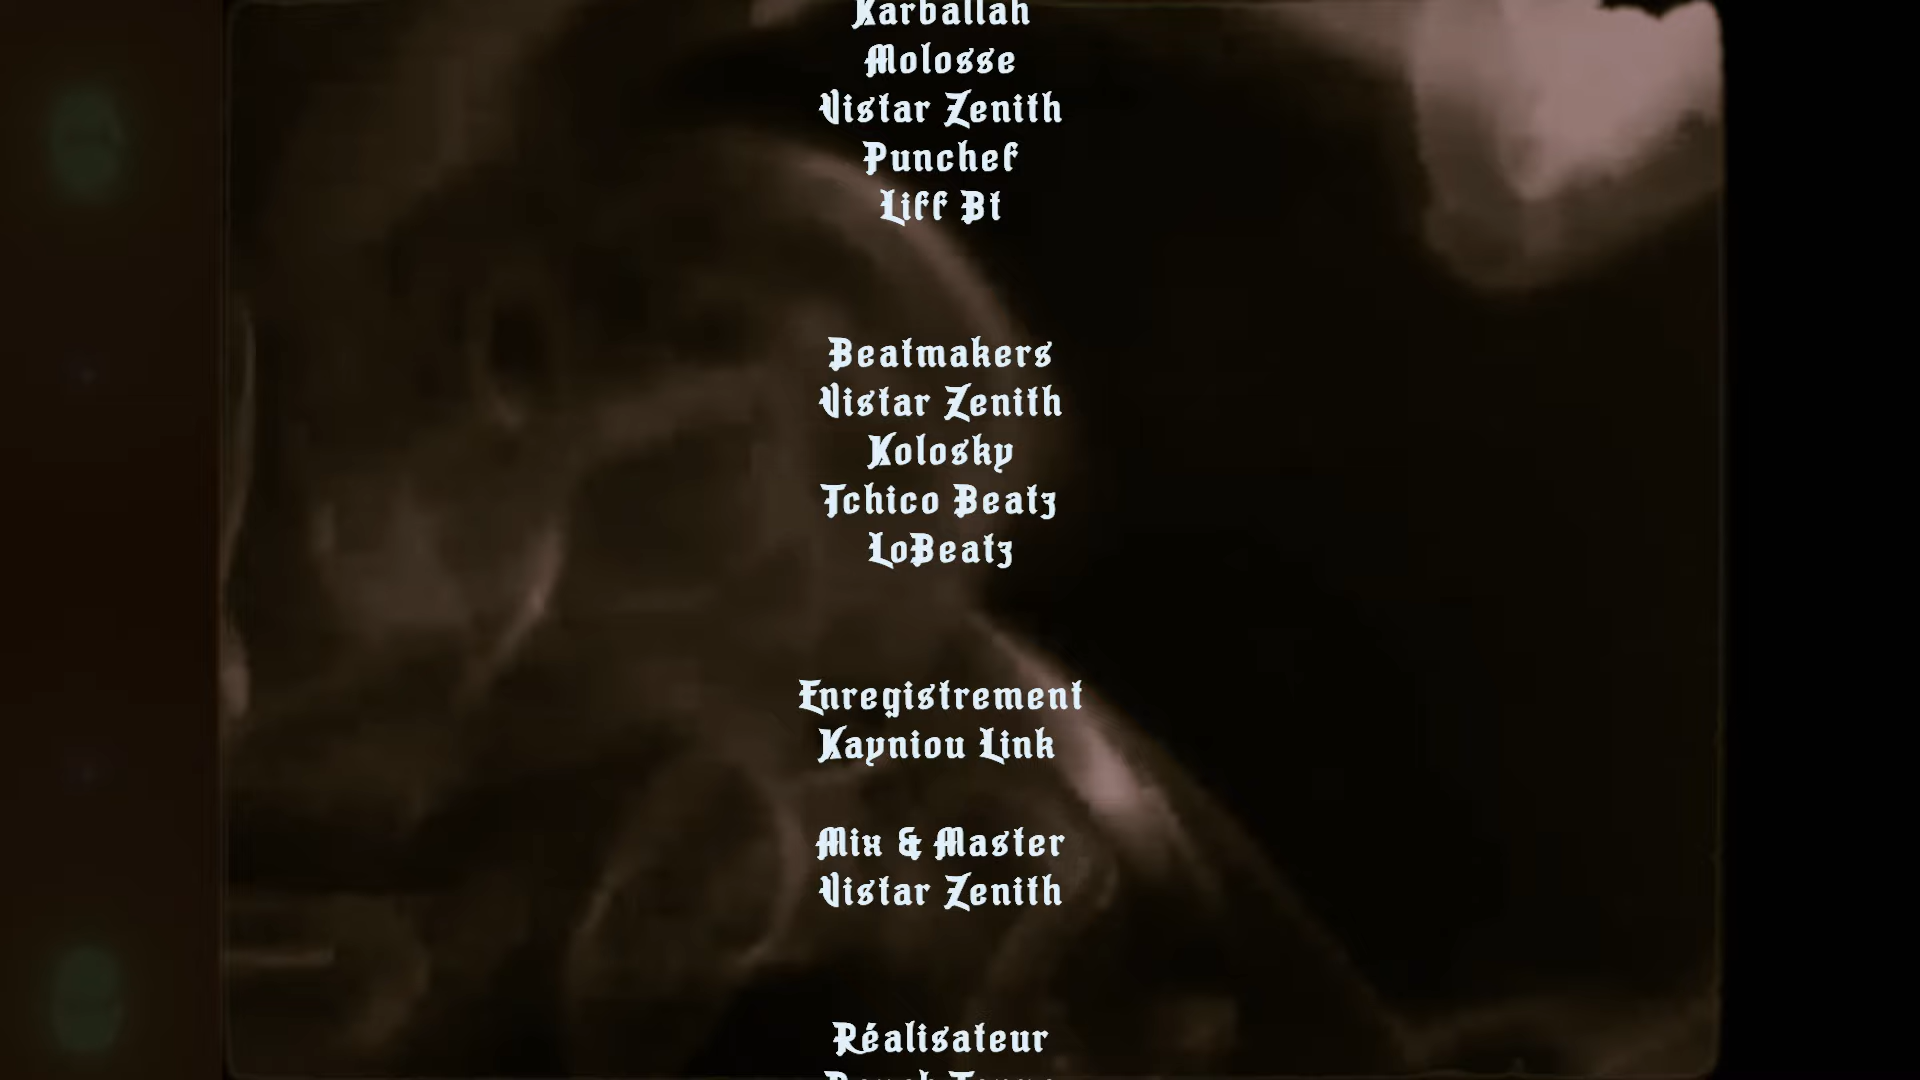 Karballah
Molosse
Vistar Zenith
Punchef
Liff Bt
Beatmakers
Vistar Zenith
Kolosky
Tchico Beatz
LoBeatz
Enregistrement
Kayniou Link
Mix & Master
Vistar Zenith
Réalisateur